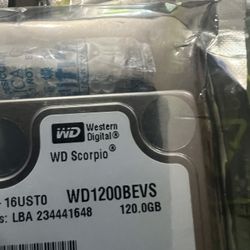 WD Western Digital®
WD Scorpio®
- 16UST0 WD1200BEVS
s: LBA 234441648 120.0GB